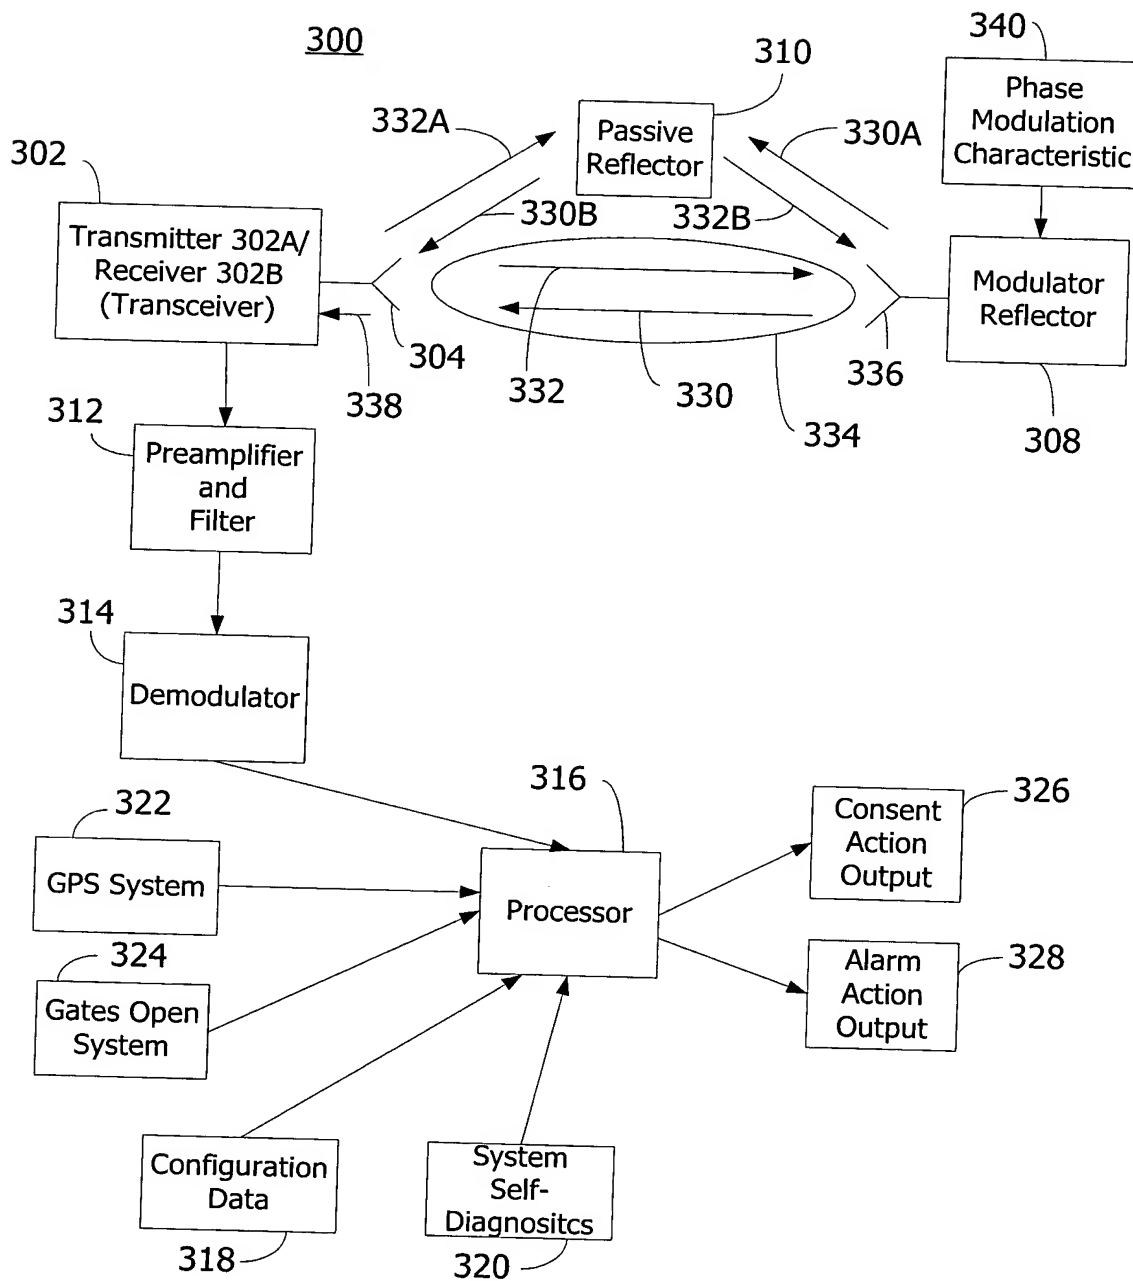 300
340
310
Phase
Modulation
Characteristic
332A
Passive
Reflector
330A
302
330B
332B
Transmitter 302A/
Receiver 302B
(Transceiver)
Modulator
Reflector
304
332
330
336
338
334
308
312
Preamplifier
and
Filter
314
Demodulator
316
322
326
Consent
Action
Output
GPS System
Processor
324
328
Alarm
Action
Output
Gates Open
System
Configuration
Data
System
Self-
Diagnositcs
318
320